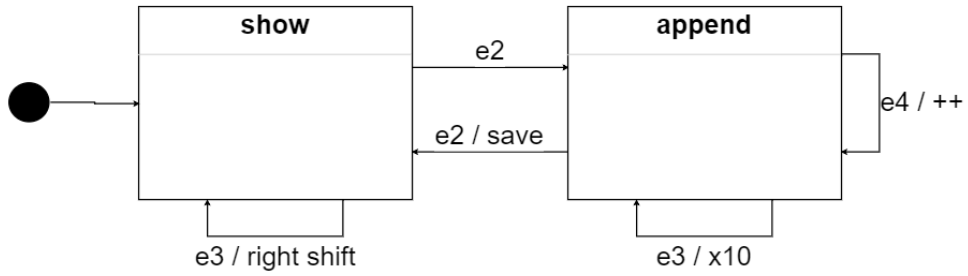 show
append
e2
e4 / ++
e2 / save
e3 / right shift
e3 / x10